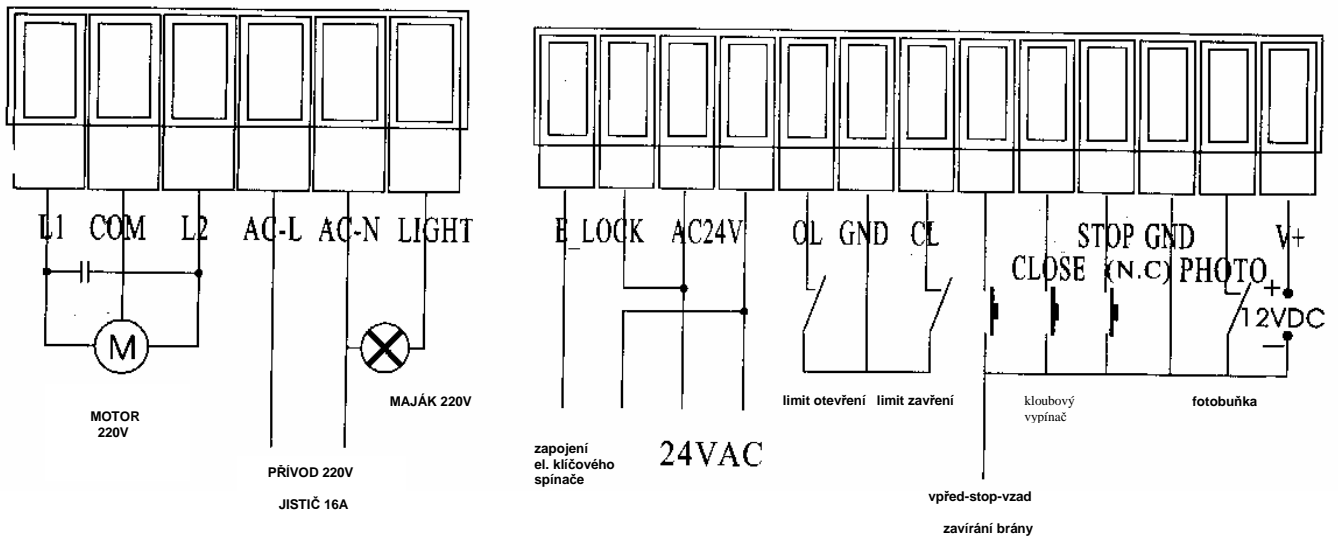 L1 COM L2 AC-L AC-N LIGHT
M
MOTOR
220V
MAJÁK 220V
PŘÍVOD 220V
JISTIČ 16A
E_LOCK AC24V OL GND CL STOP GND V+
CLOSE (N.C) PHOTO
+
12VDC
−
limit otevření limit zavření
kloubový
vypínač
fotobuňka
zapojení
el. klíčového
spínače
24VAC
vpřed-stop-vzad
zavírání brány